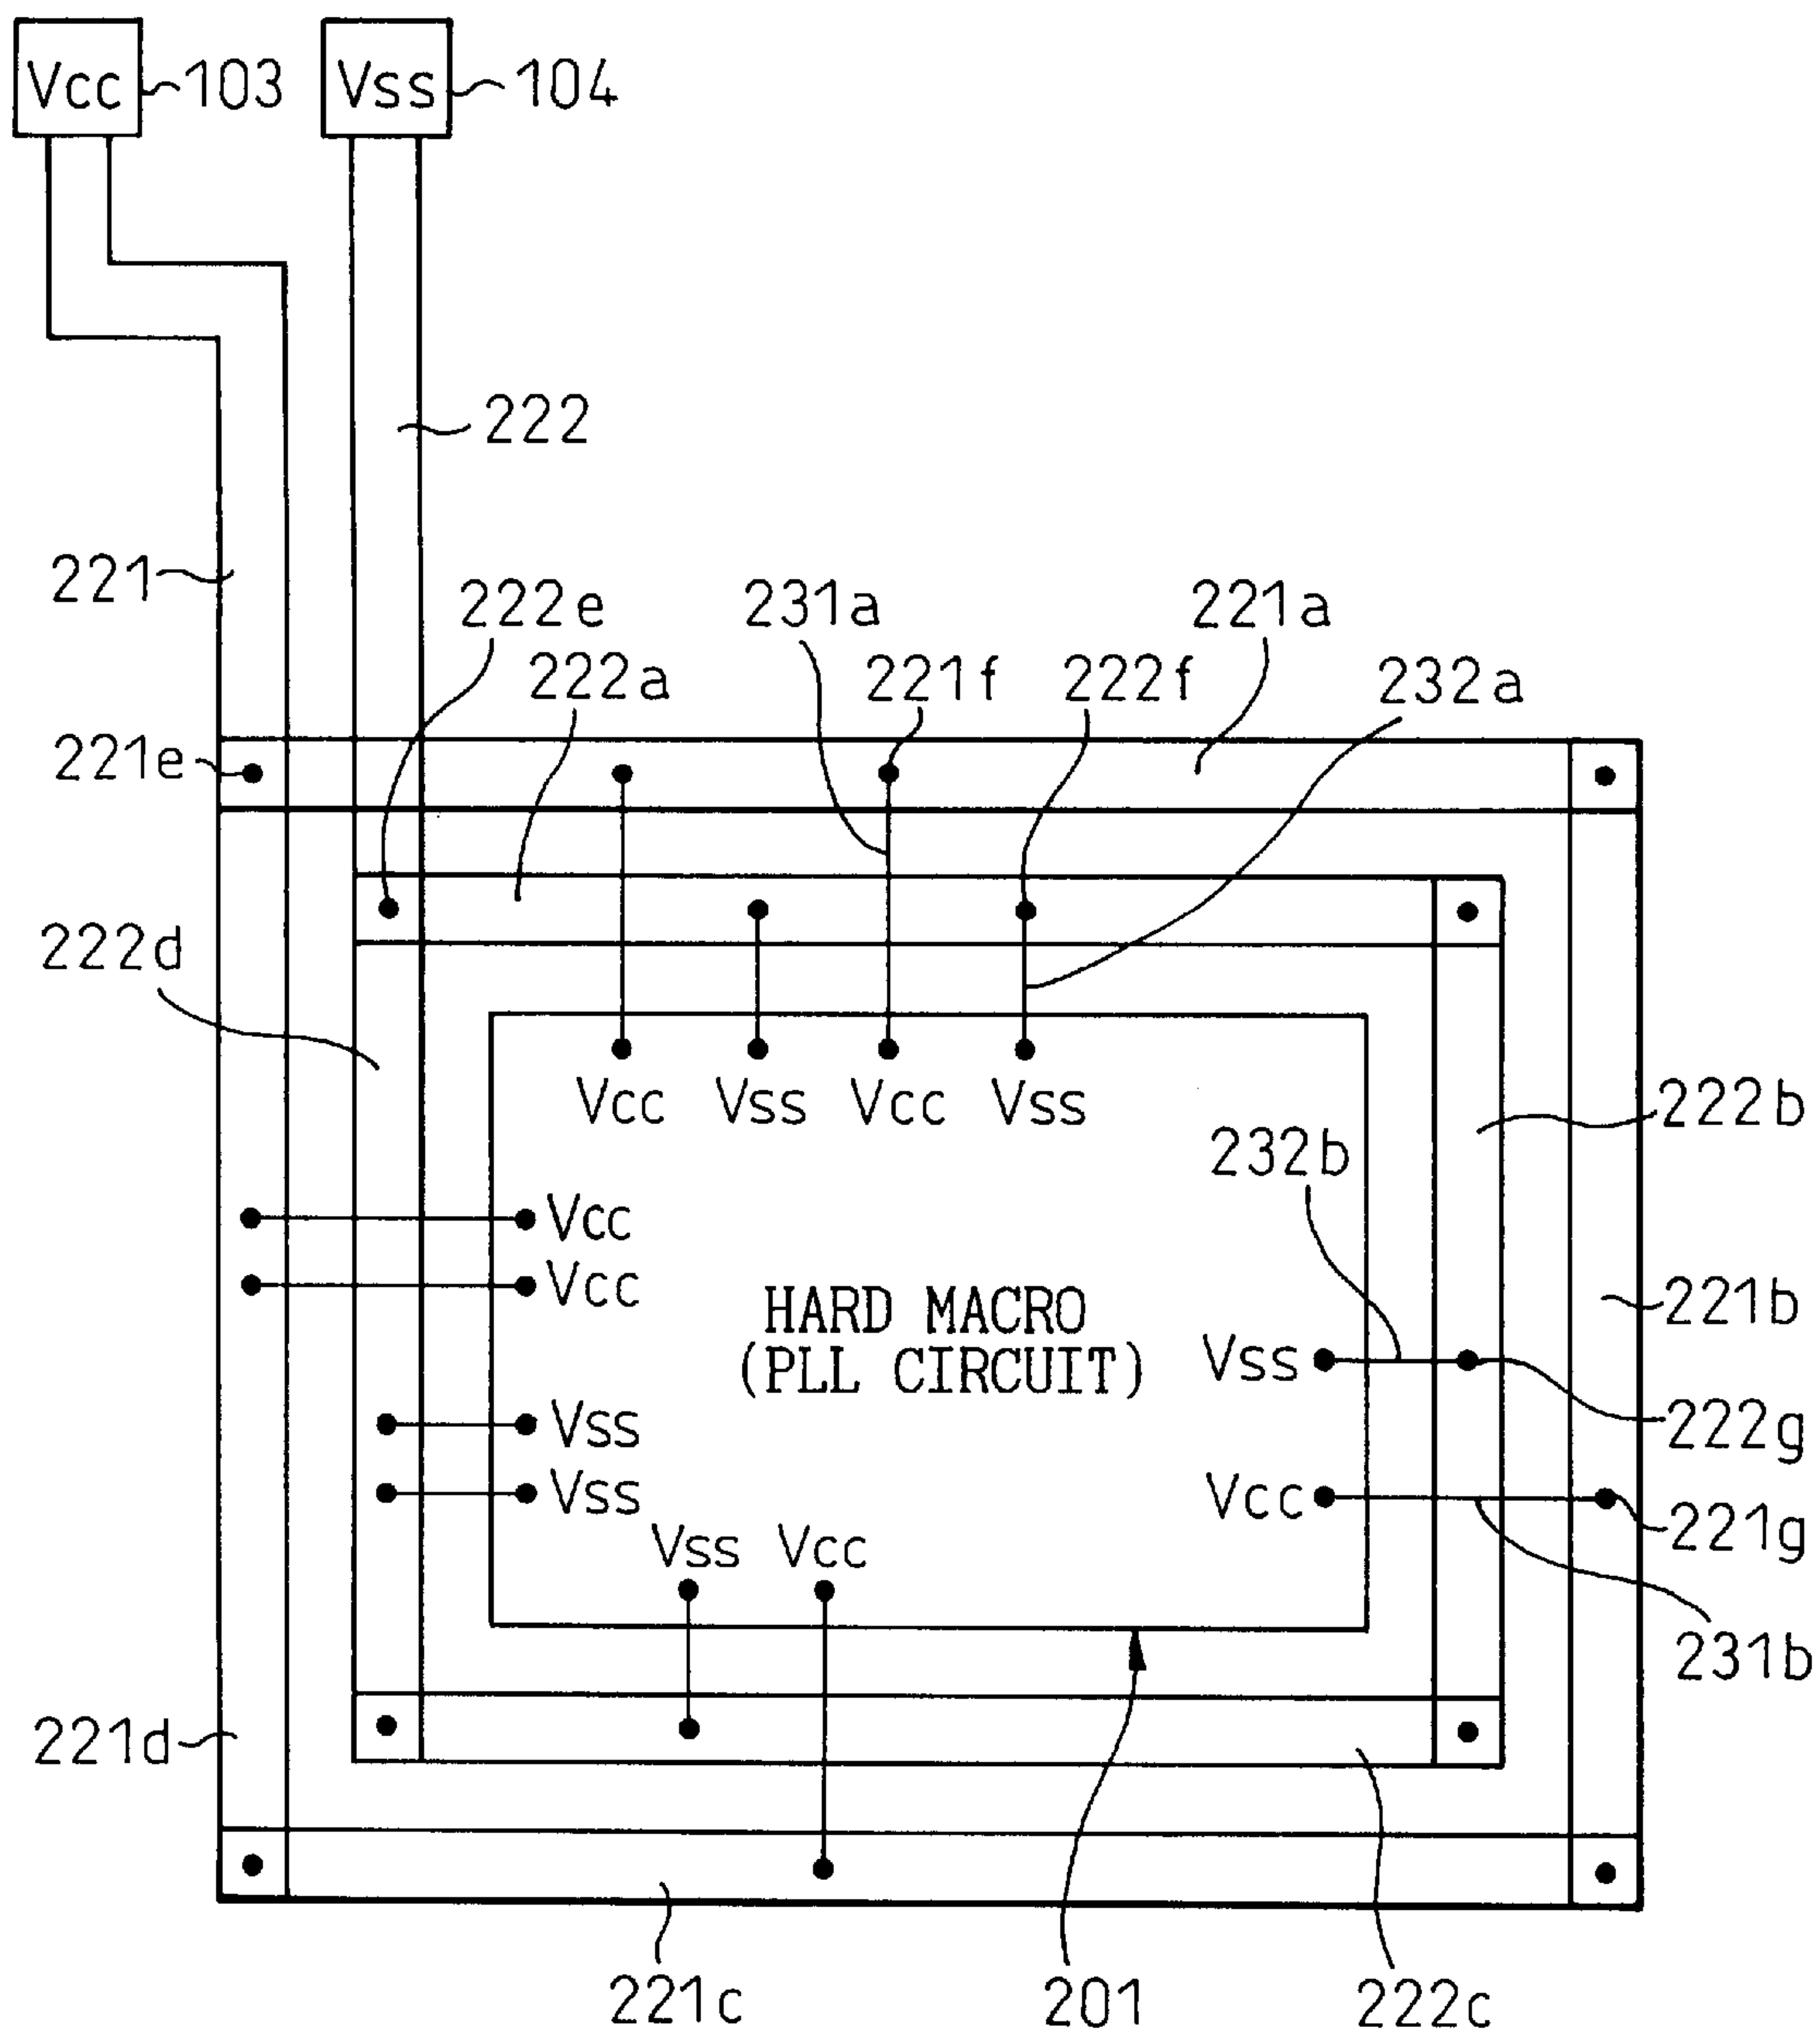 Vcc 103 Vss 104
222
221
222e 231a 221a
222a 221f 222f 232a
221e
222d
Vcc Vss Vcc Vss
222b
232b
Vcc
Vcc
HARD MACRO
(PLL CIRCUIT)
221b
Vss
Vss
222g
Vss
Vcc
221g
Vss Vcc
231b
221d
221c 201 222c